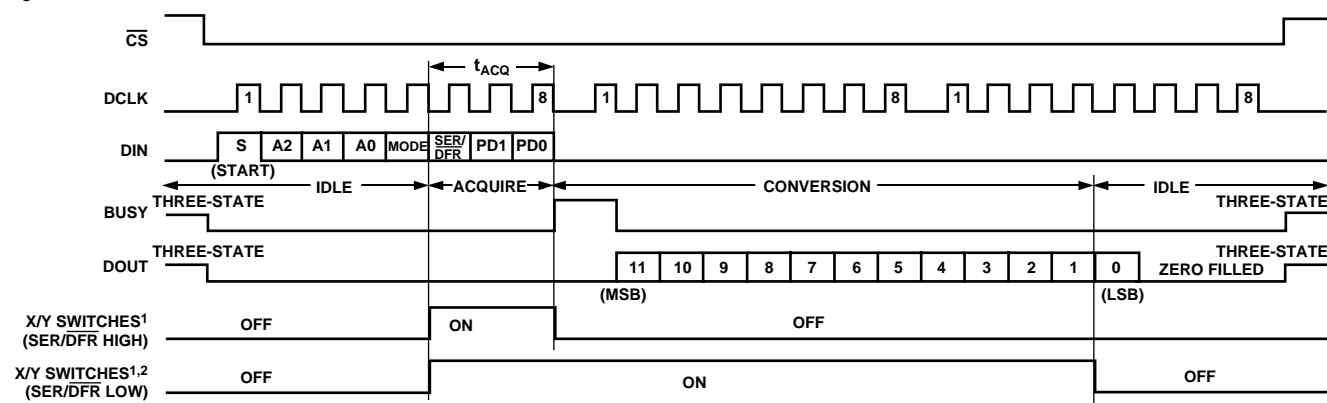 CS
tACQ
DCLK 1 8 1 8 1 8
DIN S A2 A1 A0 MODE SER/DFR PD1 PD0
(START)
IDLE ACQUIRE CONVERSION IDLE
BUSY THREE-STATE THREE-STATE
DOUT THREE-STATE THREE-STATE
11 10 9 8 7 6 5 4 3 2 1 0 ZERO FILLED
(MSB) (LSB)
X/Y SWITCHES1 OFF ON OFF
(SER/DFR HIGH)
X/Y SWITCHES1,2 OFF ON OFF
(SER/DFR LOW)